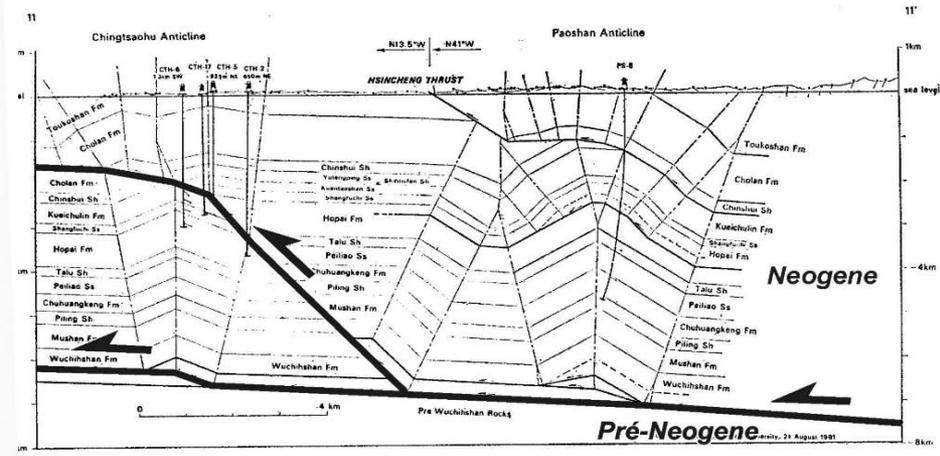 11
11'
Chingtsaohu Anticline
N13.5°W
N41°W
Paoshan Anticline
CTH-6
CTH-17
CTH-5
CTH-2
650m NE
PS-8
HSINCHENG THRUST
1km
sea level
Toukoshan Fm
Cholan Fm
Cholan Fm
Chinshui Sh
Kueichulin Fm
Shangfuchi Ss
Hopai Fm
Talu Sh
Peiliao Ss
Chuhuangkeng Fm
Piling Sh
Mushan Fm
Wuchihshan Fm
Chinshui Sh
Yutengping Ss
Kuantaoshan Ss
Shangfuchi Ss
Hopai Fm
Talu Sh
Peiliao Ss
Chuhuangkeng Fm
Piling Sh
Mushan Fm
Wuchihshan Fm
Toukoshan Fm
Cholan Fm
Chinshui Sh
Kueichulin Fm
Shangfuchi Ss
Hopai Fm
Talu Sh
Peiliao Ss
Chuhuangkeng Fm
Piling Sh
Mushan Fm
Wuchihshan Fm
Neogene
4km
0
4 km
Pre Wuchihshan Rocks
Pré-Neogene
21 August 1981
8km